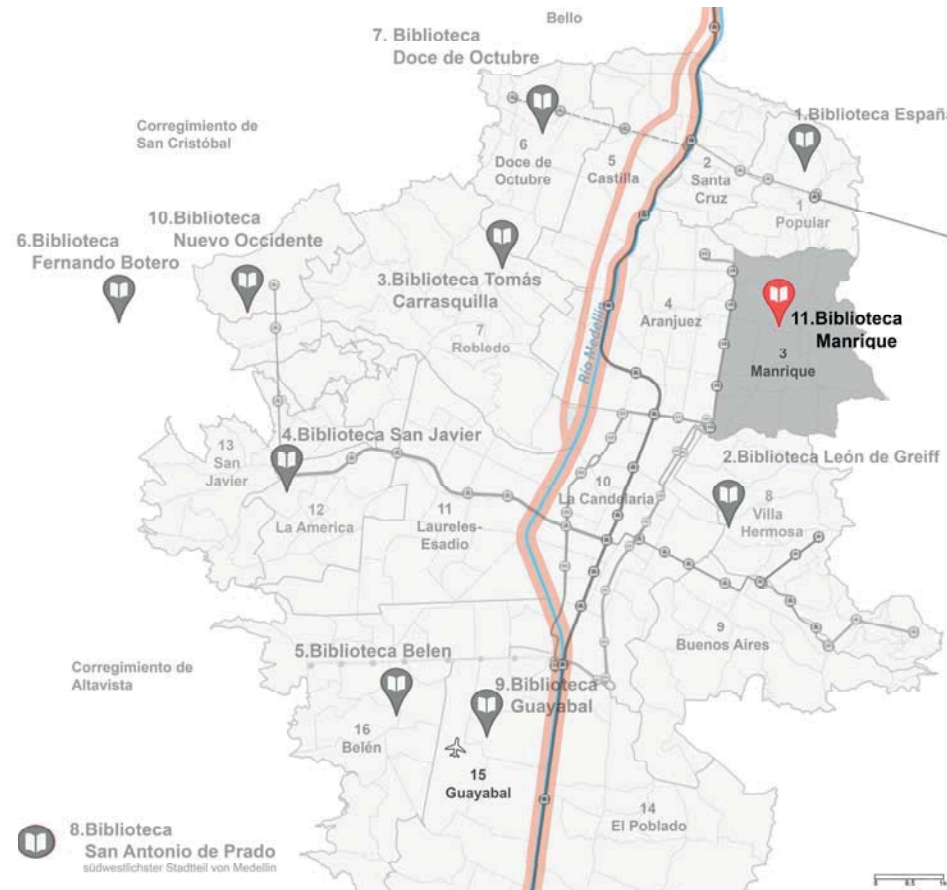 Bello
7. Biblioteca
Doce de Octubre
1.Biblioteca España
Corregimiento de
San Cristóbal
6
Doce de
Octubre
5
Castilla
2
Santa
Cruz
1
Popular
10.Biblioteca
Nuevo Occidente
6.Biblioteca
Fernando Botero
3.Biblioteca Tomás
Carrasquilla
7
Robledo
Río Medellín
4
Aranjuez
11.Biblioteca
Manrique
3
Manrique
13
San
Javier
4.Biblioteca San Javier
12
La America
11
Laureles-
Esadio
10
La Candelaria
2.Biblioteca León de Greiff
8
Villa
Hermosa
9
Buenos Aires
Corregimiento de
Altavista
5.Biblioteca Belen
9.Biblioteca
Guayabal
16
Belén
15
Guayabal
14
El Poblado
8.Biblioteca
San Antonio de Prado
südwestlichster Stadtteil von Medellin
0 0.5